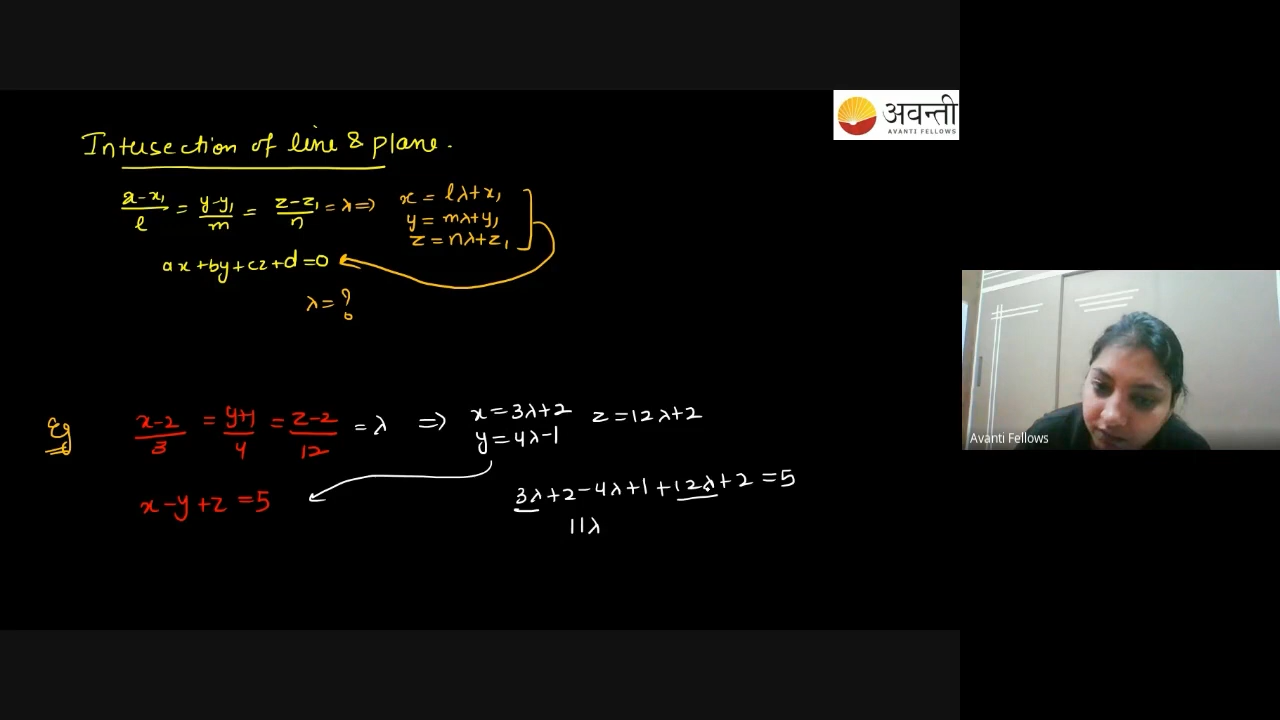 अवन्ती
AVANTI FELLOWS
Intersection of line & plane.
x-x₁/l = y-y₁/m = z-z₁/n = λ ⇒ x = lλ+x₁
y = mλ+y₁
z = nλ+z₁
ax+by+cz+d=0
λ = ?
Eg x-2/3 = y+1/4 = z-2/12 = λ ⇒ x=3λ+2 z=12λ+2
y=4λ-1
x-y+z=5
3λ+2-4λ+1+12λ+2=5
11λ
Avanti Fellows